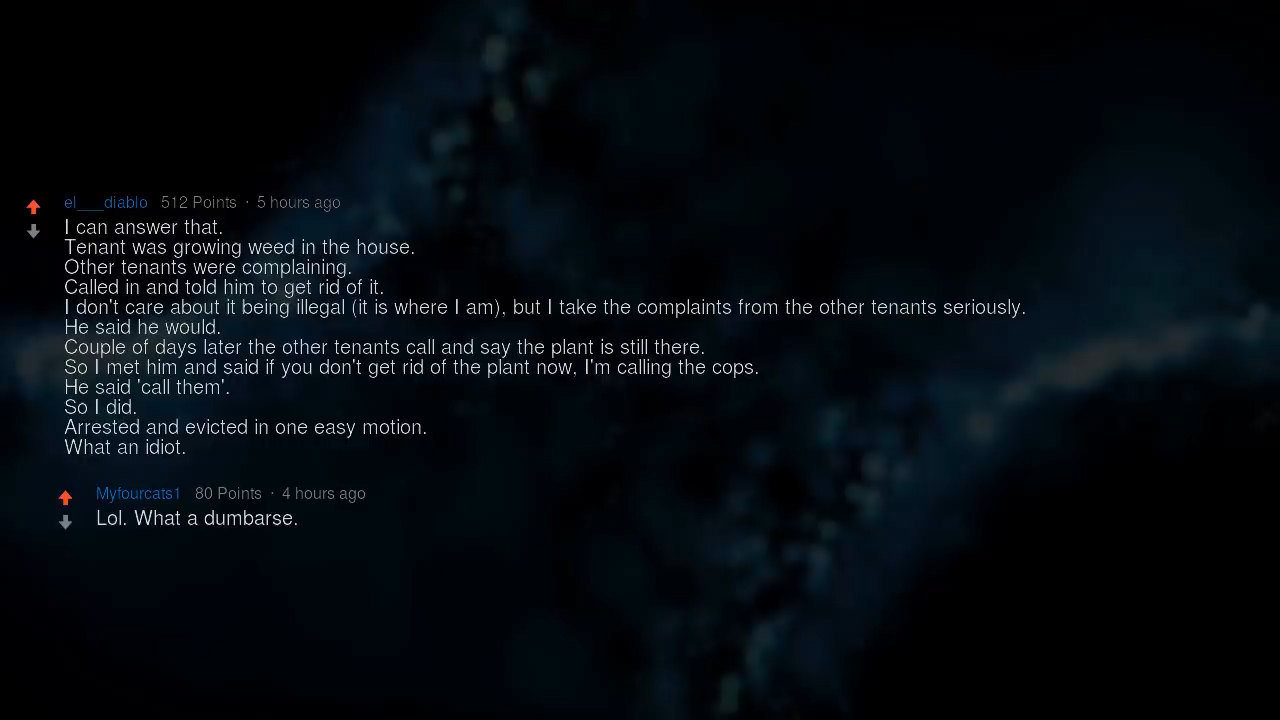 el___diablo 512 Points · 5 hours ago
I can answer that.
Tenant was growing weed in the house.
Other tenants were complaining.
Called in and told him to get rid of it.
I don't care about it being illegal (it is where I am), but I take the complaints from the other tenants seriously.
He said he would.
Couple of days later the other tenants call and say the plant is still there.
So I met him and said if you don't get rid of the plant now, I'm calling the cops.
He said 'call them'.
So I did.
Arrested and evicted in one easy motion.
What an idiot.
Myfourcats1 80 Points · 4 hours ago
Lol. What a dumbarse.